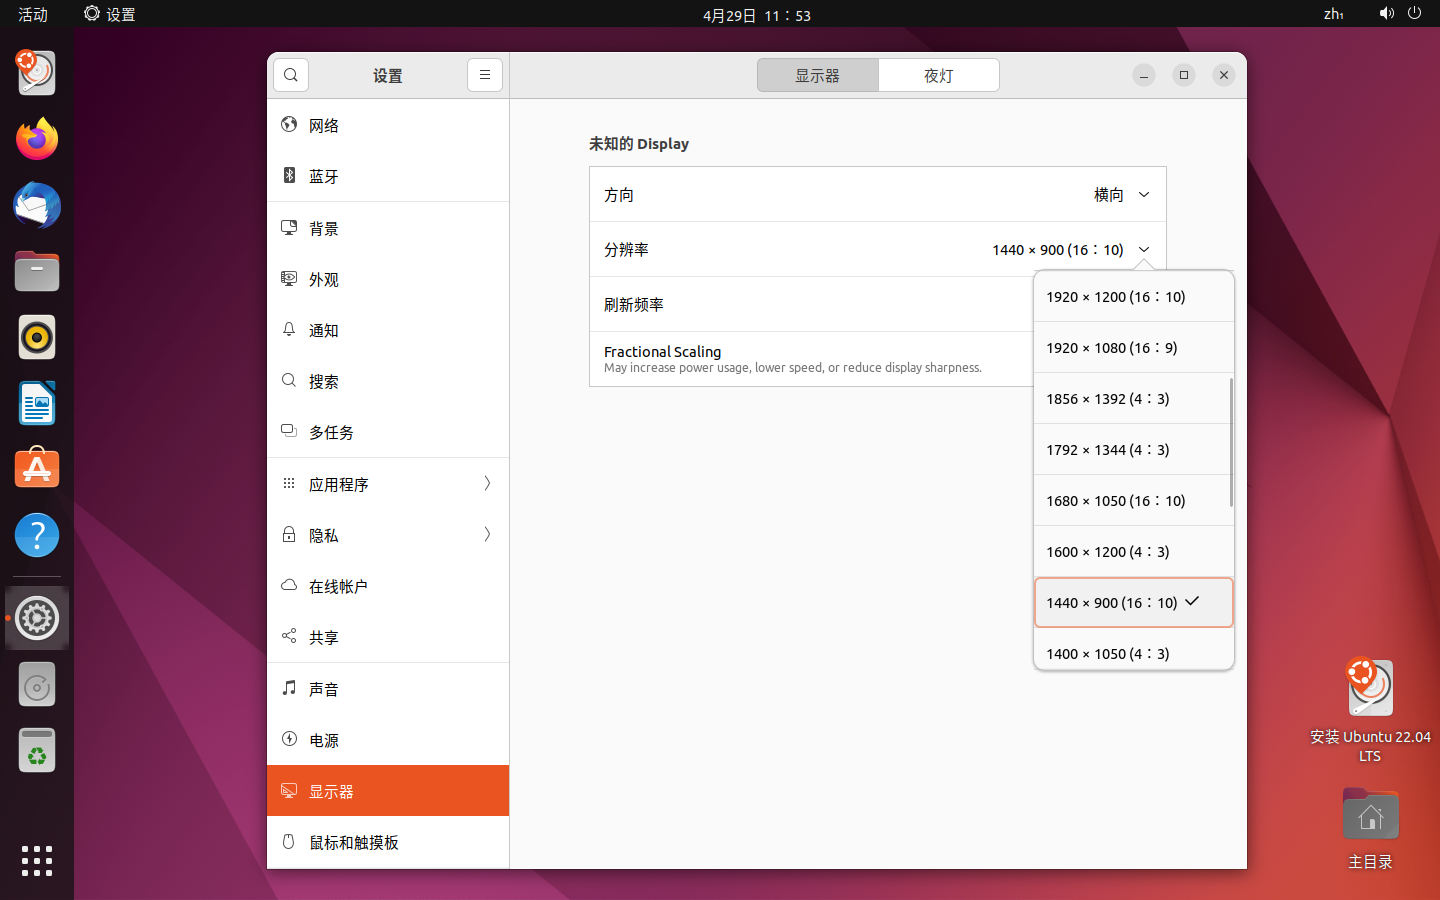 活动
设置
4月29日 11：53
zh₁
设置
显示器
夜灯
网络
蓝牙
背景
外观
通知
搜索
多任务
应用程序
隐私
在线帐户
共享
声音
电源
显示器
鼠标和触摸板
未知的 Display
方向
横向
分辨率
1440 × 900 (16：10)
刷新频率
Fractional Scaling
May increase power usage, lower speed, or reduce display sharpness.
1920 × 1200 (16：10)
1920 × 1080 (16：9)
1856 × 1392 (4：3)
1792 × 1344 (4：3)
1680 × 1050 (16：10)
1600 × 1200 (4：3)
1440 × 900 (16：10)
1400 × 1050 (4：3)
安装 Ubuntu 22.04
LTS
主目录